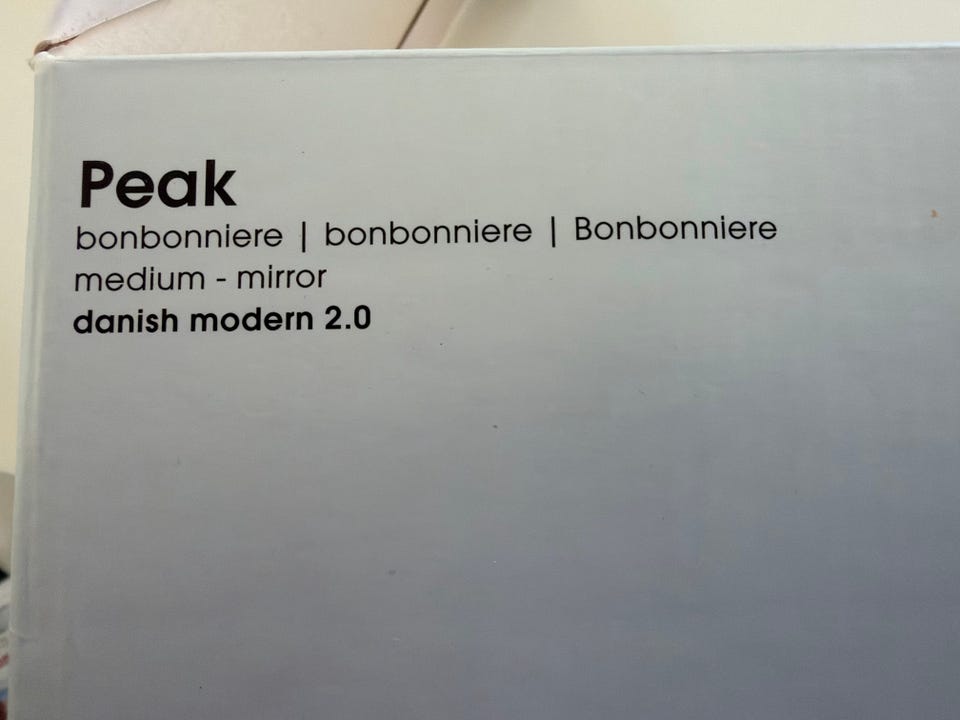 Peak
bonbonniere | bonbonniere | Bonbonniere
medium - mirror
danish modern 2.0